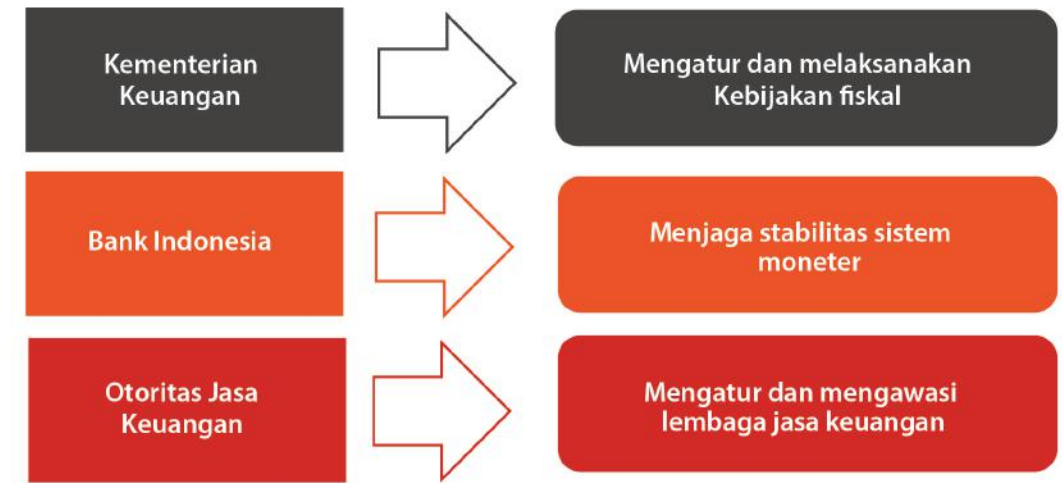 Kementerian
Keuangan
Mengatur dan melaksanakan
Kebijakan fiskal
Bank Indonesia
Menjaga stabilitas sistem
moneter
Otoritas Jasa
Keuangan
Mengatur dan mengawasi
lembaga jasa keuangan